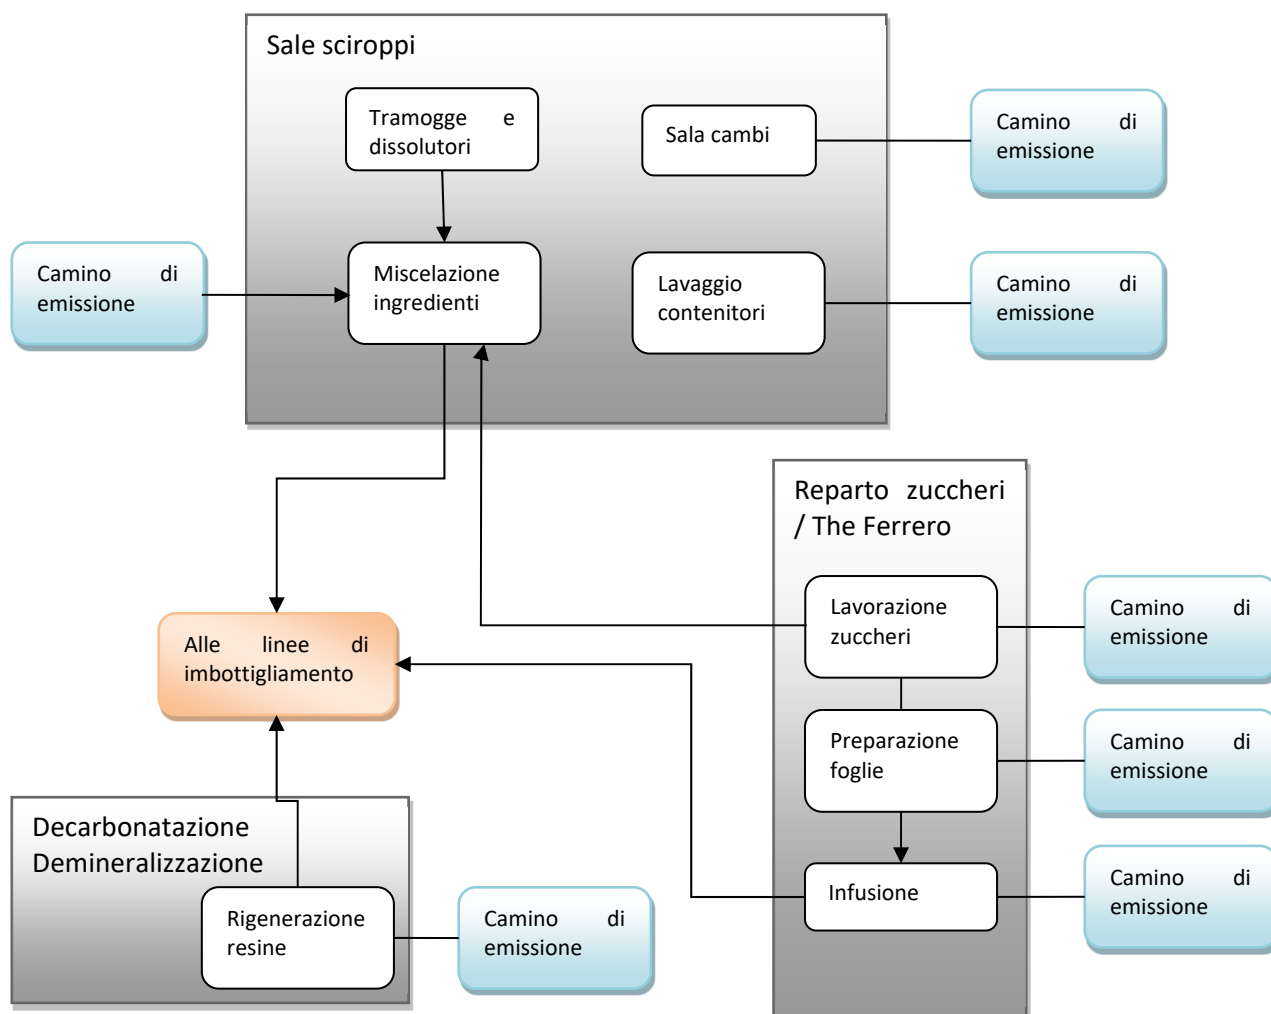 Sale sciroppi
Tramogge e
dissolutori
Sala cambi
Camino di
emissione
Camino di
emissione
Miscelazione
ingredienti
Lavaggio
contenitori
Camino di
emissione
Reparto zuccheri
/ The Ferrero
Lavorazione
zuccheri
Camino di
emissione
Alle linee di
imbottigliamento
Preparazione
foglie
Camino di
emissione
Decarbonatazione
Demineralizzazione
Rigenerazione
resine
Camino di
emissione
Infusione
Camino di
emissione